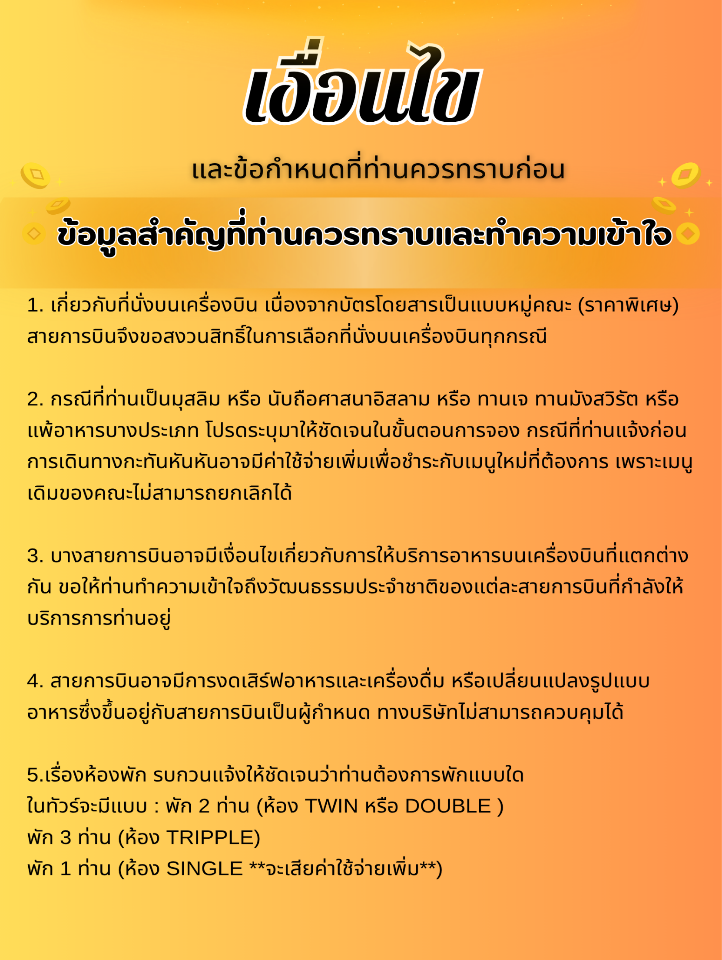 เงื่อนไข
และข้อกำหนดที่ท่านควรทราบก่อน
ข้อมูลสำคัญที่ท่านควรทราบและทำความเข้าใจ
1. เกี่ยวกับที่นั่งบนเครื่องบิน เนื่องจากบัตรโดยสารเป็นแบบหมู่คณะ (ราคาพิเศษ)
สายการบินจึงขอสงวนสิทธิ์ในการเลือกที่นั่งบนเครื่องบินทุกกรณี
2. กรณีที่ท่านเป็นมุสลิม หรือ นับถือศาสนาอิสลาม หรือ ทานเจ ทานมังสวิรัต หรือ
แพ้อาหารบางประเภท โปรดระบุมาให้ชัดเจนในขั้นตอนการจอง กรณีที่ท่านแจ้งก่อน
การเดินทางกะทันหันหันอาจมีค่าใช้จ่ายเพิ่มเพื่อชำระกับเมนูใหม่ที่ต้องการ เพราะเมนู
เดิมของคณะไม่สามารถยกเลิกได้
3. บางสายการบินอาจมีเงื่อนไขเกี่ยวกับการให้บริการอาหารบนเครื่องบินที่แตกต่าง
กัน ขอให้ท่านทำความเข้าใจถึงวัฒนธรรมประจำชาติของแต่ละสายการบินที่กำลังให้
บริการการท่านอยู่
4. สายการบินอาจมีการงดเสิร์ฟอาหารและเครื่องดื่ม หรือเปลี่ยนแปลงรูปแบบ
อาหารซึ่งขึ้นอยู่กับสายการบินเป็นผู้กำหนด ทางบริษัทไม่สามารถควบคุมได้
5.เรื่องห้องพัก รบกวนแจ้งให้ชัดเจนว่าท่านต้องการพักแบบใด
ในทัวร์จะมีแบบ : พัก 2 ท่าน (ห้อง TWIN หรือ DOUBLE )
พัก 3 ท่าน (ห้อง TRIPPLE)
พัก 1 ท่าน (ห้อง SINGLE **จะเสียค่าใช้จ่ายเพิ่ม**)